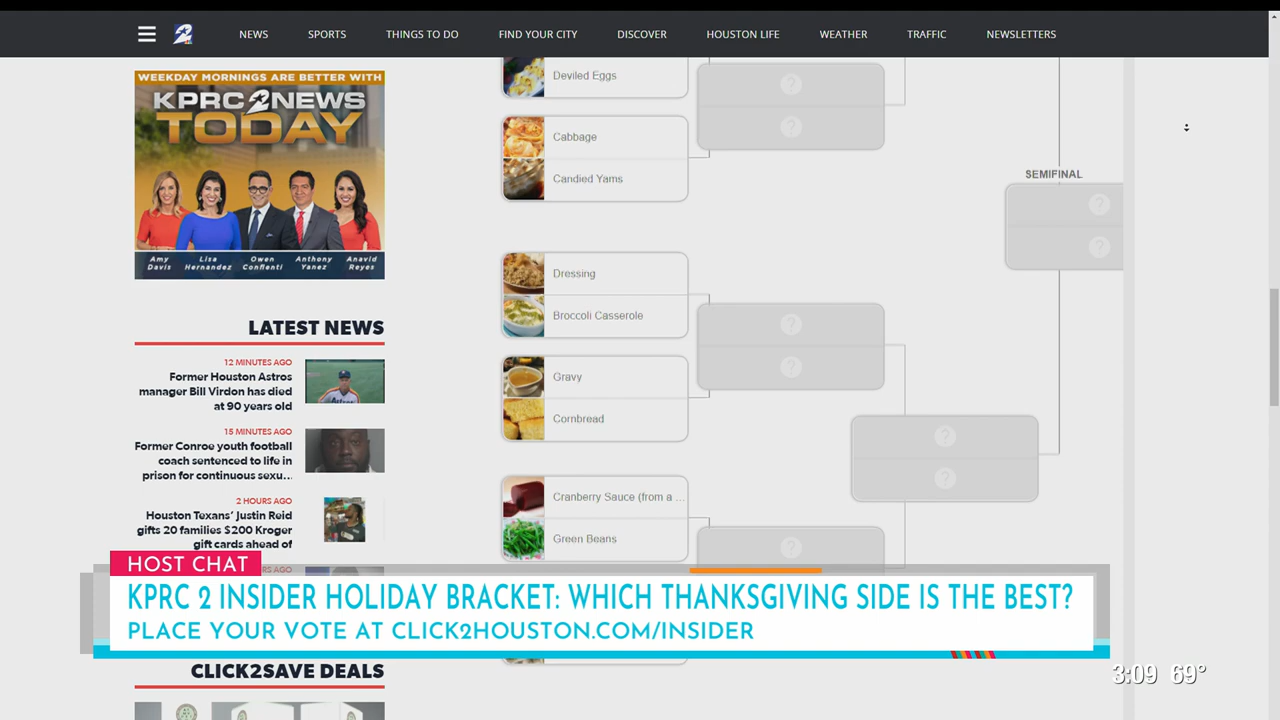 NEWS
SPORTS
THINGS TO DO
FIND YOUR CITY
DISCOVER
HOUSTON LIFE
WEATHER
TRAFFIC
NEWSLETTERS
WEEKDAY MORNINGS ARE BETTER WITH
KPRC 2 NEWS
TODAY
Amy Davis
Lisa Hernandez
Owen Conflenti
Anthony Yanez
Anavid Reyes
LATEST NEWS
12 MINUTES AGO
Former Houston Astros
manager Bill Virdon has died
at 90 years old
15 MINUTES AGO
Former Conroe youth football
coach sentenced to life in
prison for continuous sexu...
2 HOURS AGO
Houston Texans' Justin Reid
gifts 20 families $200 Kroger
gift cards ahead of
Deviled Eggs
Cabbage
Candied Yams
Dressing
Broccoli Casserole
Gravy
Cornbread
Cranberry Sauce (from a ...
Green Beans
?
?
SEMIFINAL
?
?
?
?
?
?
?
HOST CHAT
RS AGO
KPRC 2 INSIDER HOLIDAY BRACKET: WHICH THANKSGIVING SIDE IS THE BEST?
PLACE YOUR VOTE AT CLICK2HOUSTON.COM/INSIDER
CLICK2SAVE DEALS
3:09 69°